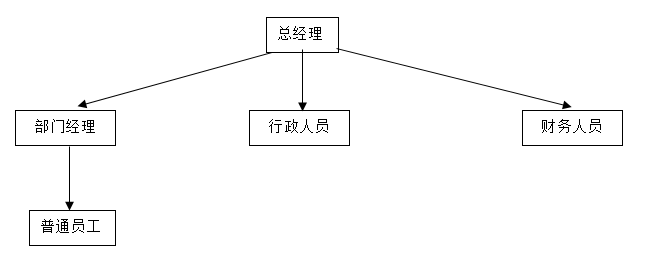 总经理
部门经理
行政人员
财务人员
普通员工